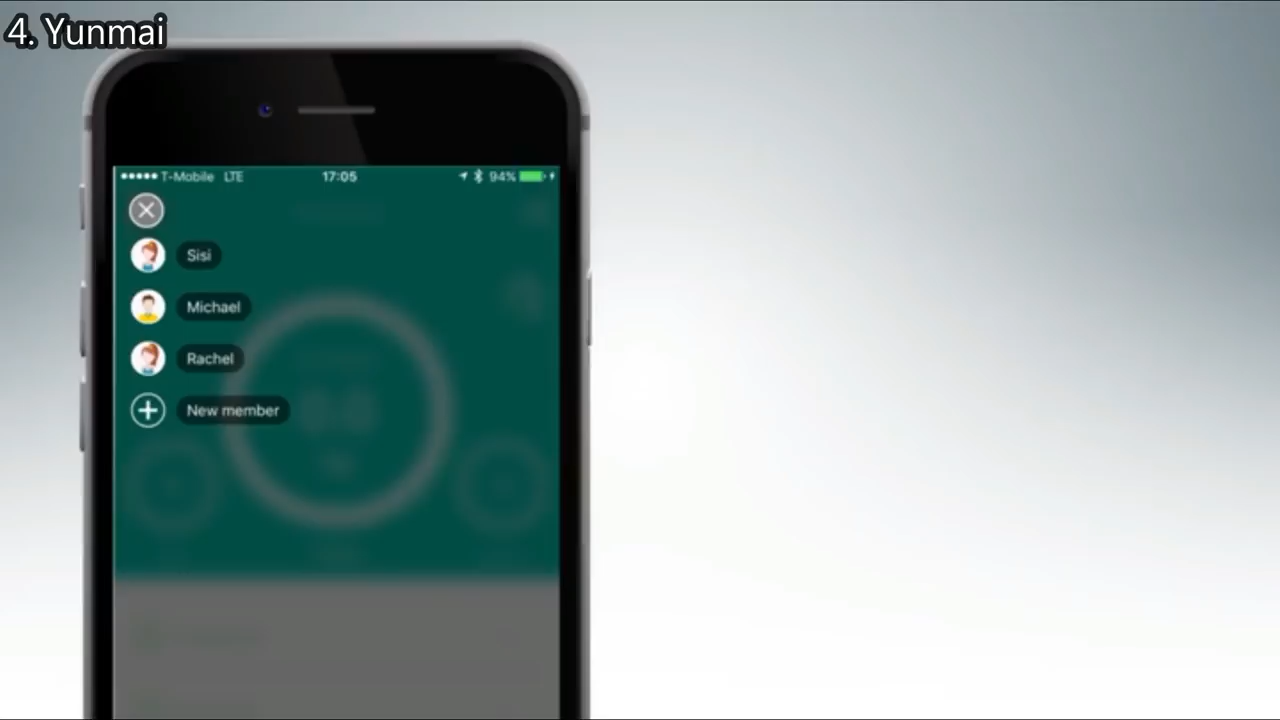 4. Yunmai
T-Mobile LTE 17:05 94%
Sisi
Michael
Rachel
New member